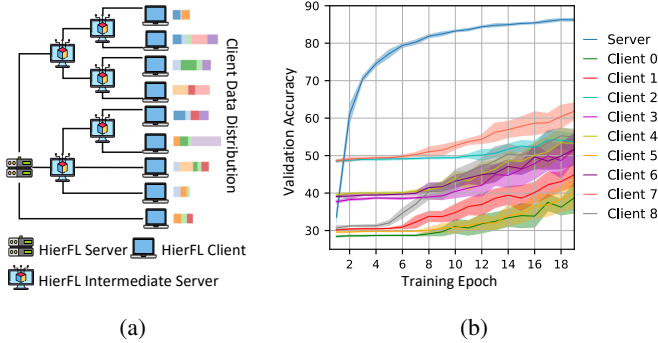 Client Data Distribution
HierFL Server
HierFL Client
HierFL Intermediate Server
(a)
90
80
70
60
50
40
30
Validation Accuracy
2 4 6 8 10 12 14 16 18
Training Epoch
Server
Client 0
Client 1
Client 2
Client 3
Client 4
Client 5
Client 6
Client 7
Client 8
(b)